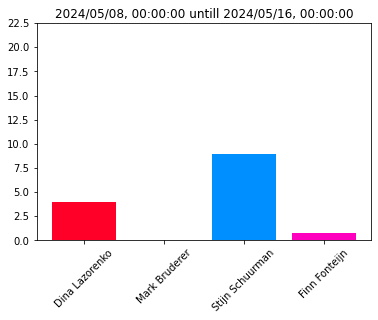 2024/05/08, 00:00:00 untill 2024/05/16, 00:00:00
22.5
20.0
17.5
15.0
12.5
10.0
7.5
5.0
2.5
0.0
Dina Lazorenko
Mark Bruderer
Stijn Schuurman
Finn Fonteijn